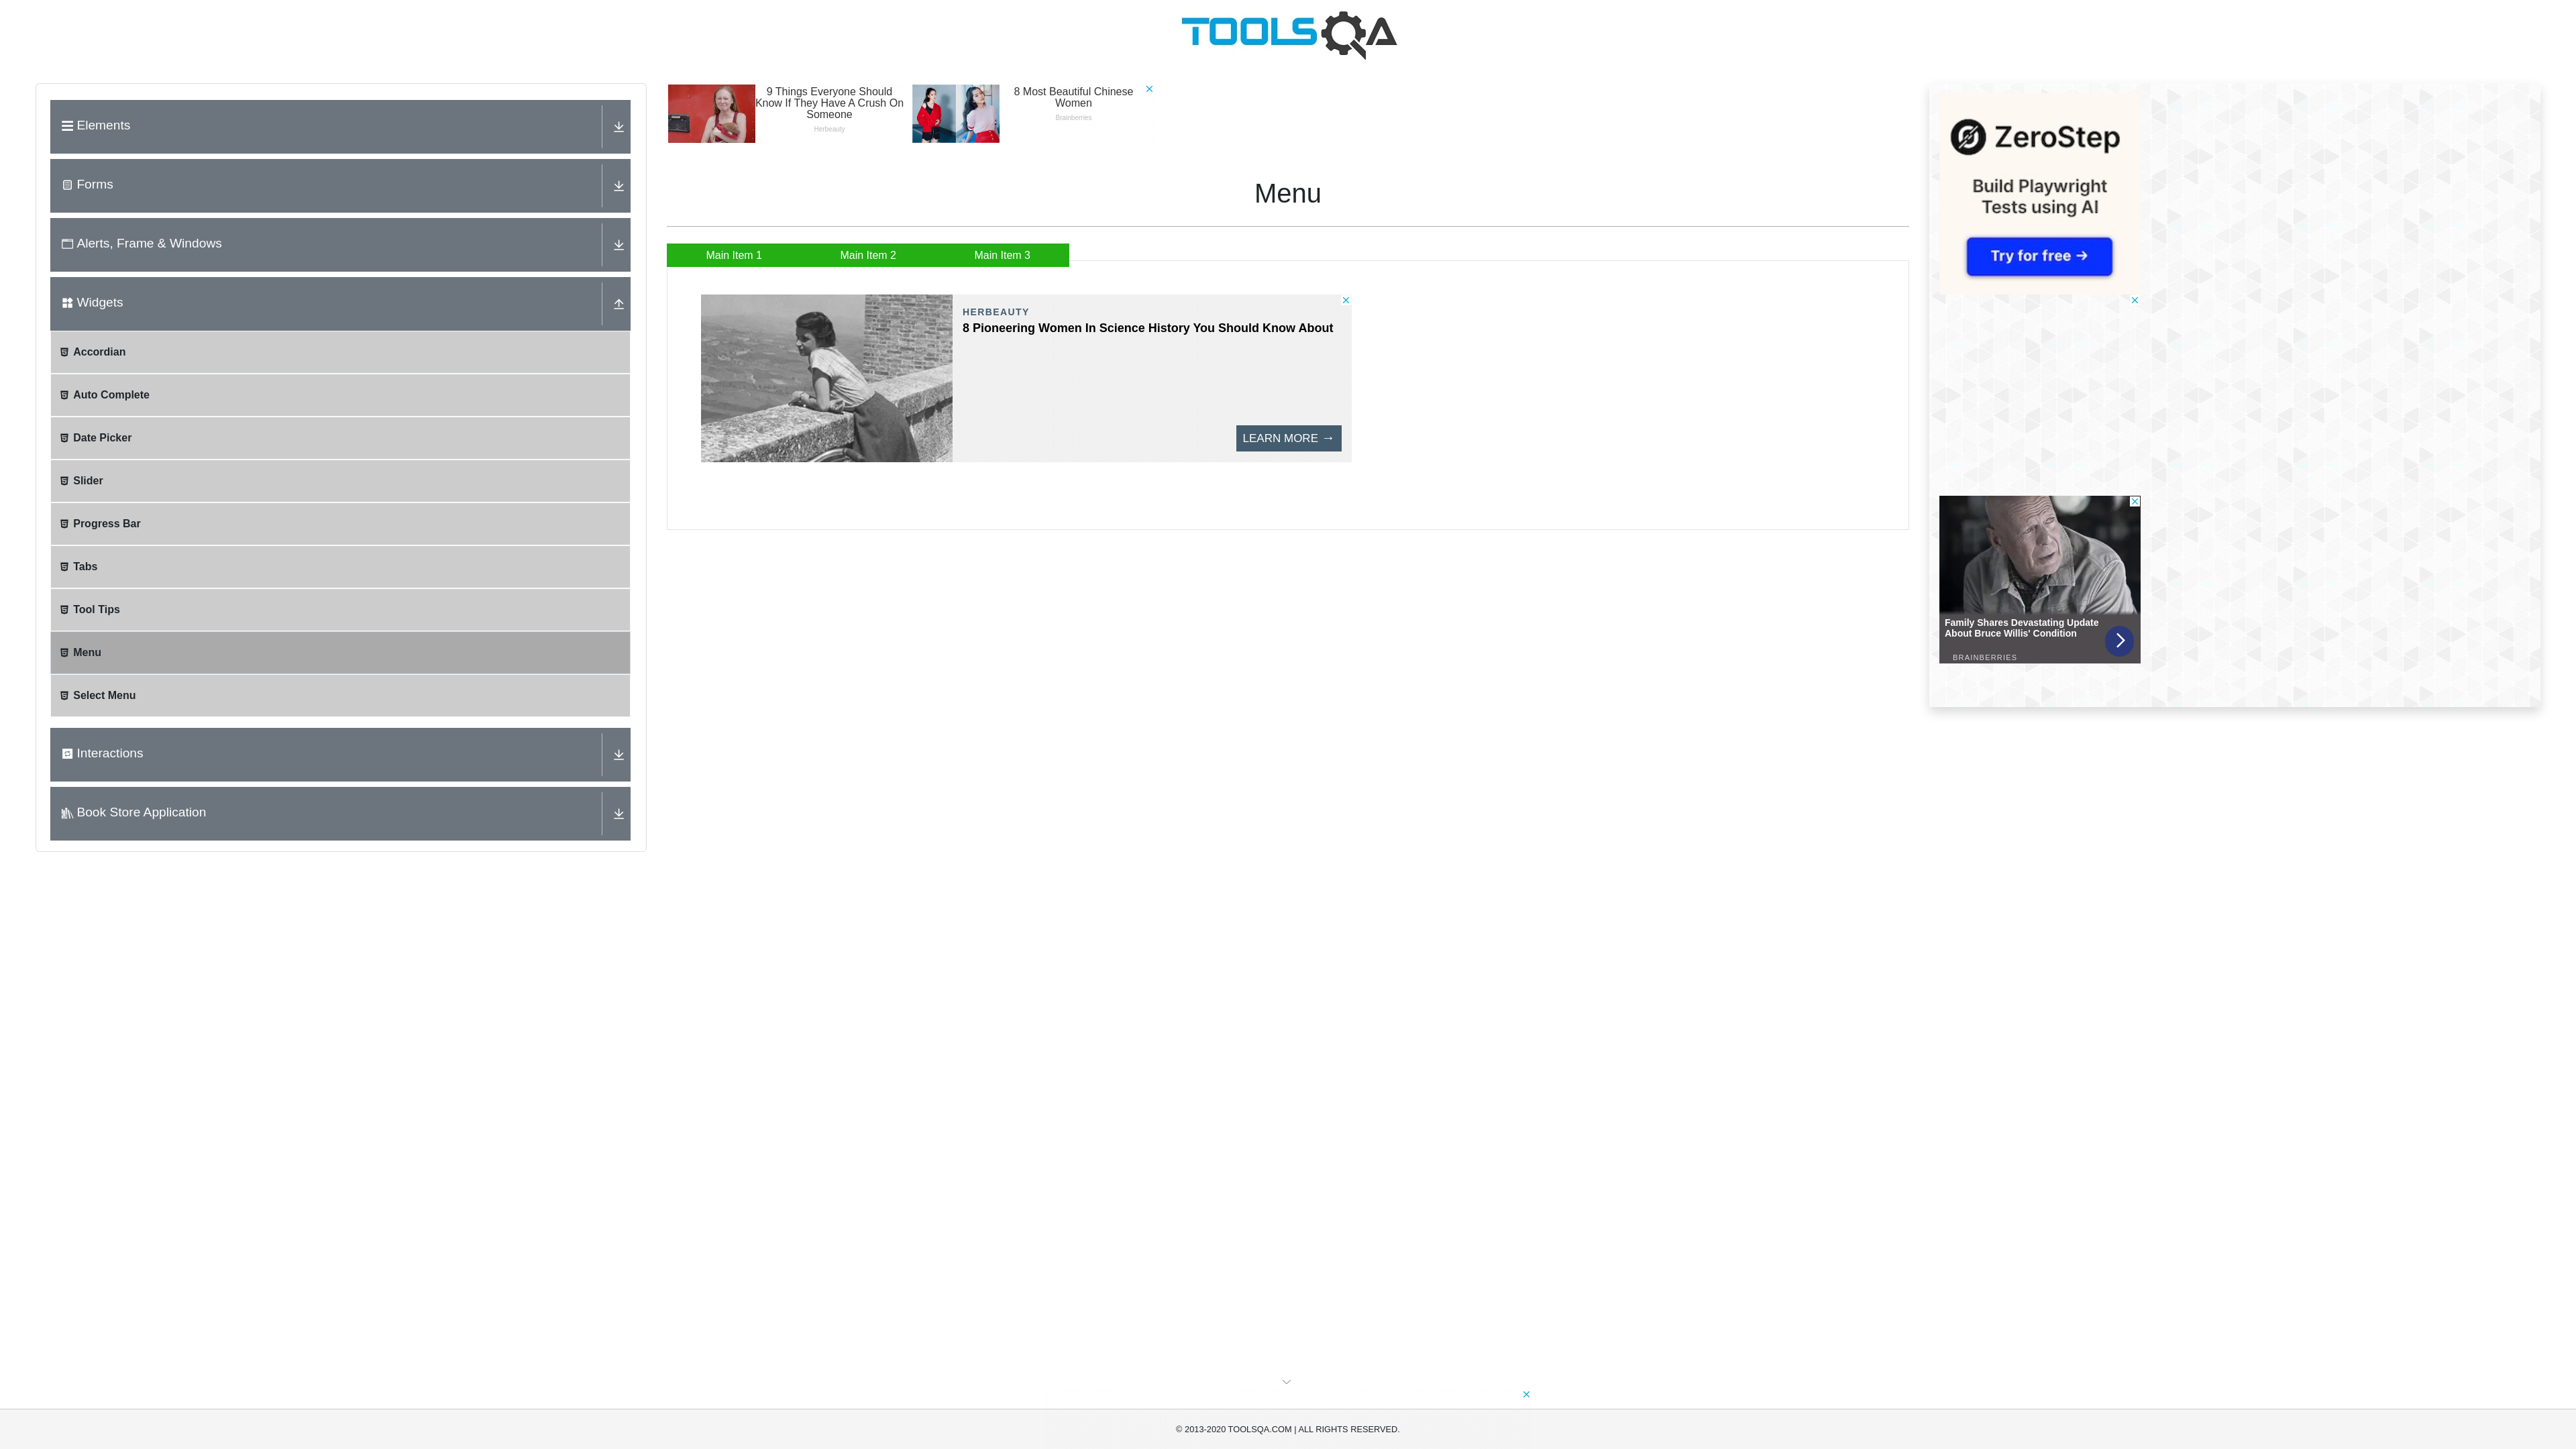 TOOLSQA
Elements
Forms
Alerts, Frame & Windows
Widgets
Accordian
Auto Complete
Date Picker
Slider
Progress Bar
Tabs
Tool Tips
Menu
Select Menu
Interactions
Book Store Application
9 Things Everyone Should
Know If They Have A Crush On
Someone
Herbeauty
8 Most Beautiful Chinese
Women
Brainberries
Menu
Main Item 1
Main Item 2
Main Item 3
HERBEAUTY
8 Pioneering Women In Science History You Should Know About
LEARN MORE →
ZeroStep
Build Playwright
Tests using AI
Try for free →
Family Shares Devastating Update
About Bruce Willis' Condition
BRAINBERRIES
© 2013-2020 TOOLSQA.COM | ALL RIGHTS RESERVED.